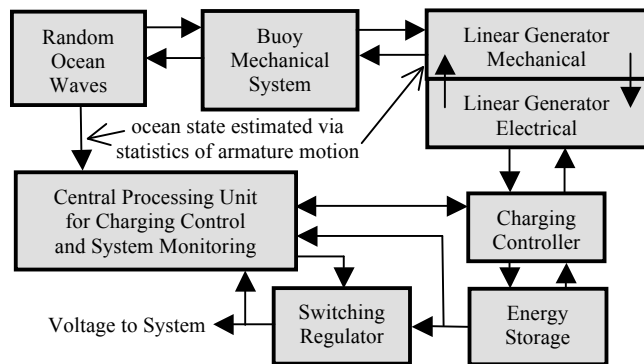 Random
Ocean
Waves
Buoy
Mechanical
System
Linear Generator
Mechanical
Linear Generator
Electrical
ocean state estimated via
statistics of armature motion
Central Processing Unit
for Charging Control
and System Monitoring
Charging
Controller
Voltage to System
Switching
Regulator
Energy
Storage